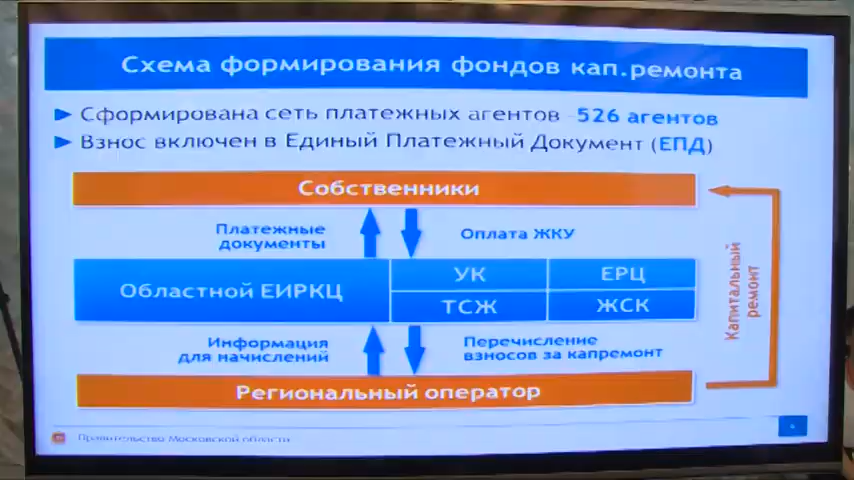 Схема формирования фондов кап.ремонта
Сформирована сеть платежных агентов 526 агентов
Взнос включен в Единый Платежный Документ (ЕПД)
Собственники
Платежные
документы
Оплата ЖКУ
Областной ЕИРКЦ
УК
ЕРЦ
ТСЖ
ЖСК
Капитальный
ремонт
Информация
для начислений
Перечисление
взносов за капремонт
Региональный оператор
Правительство Московской области